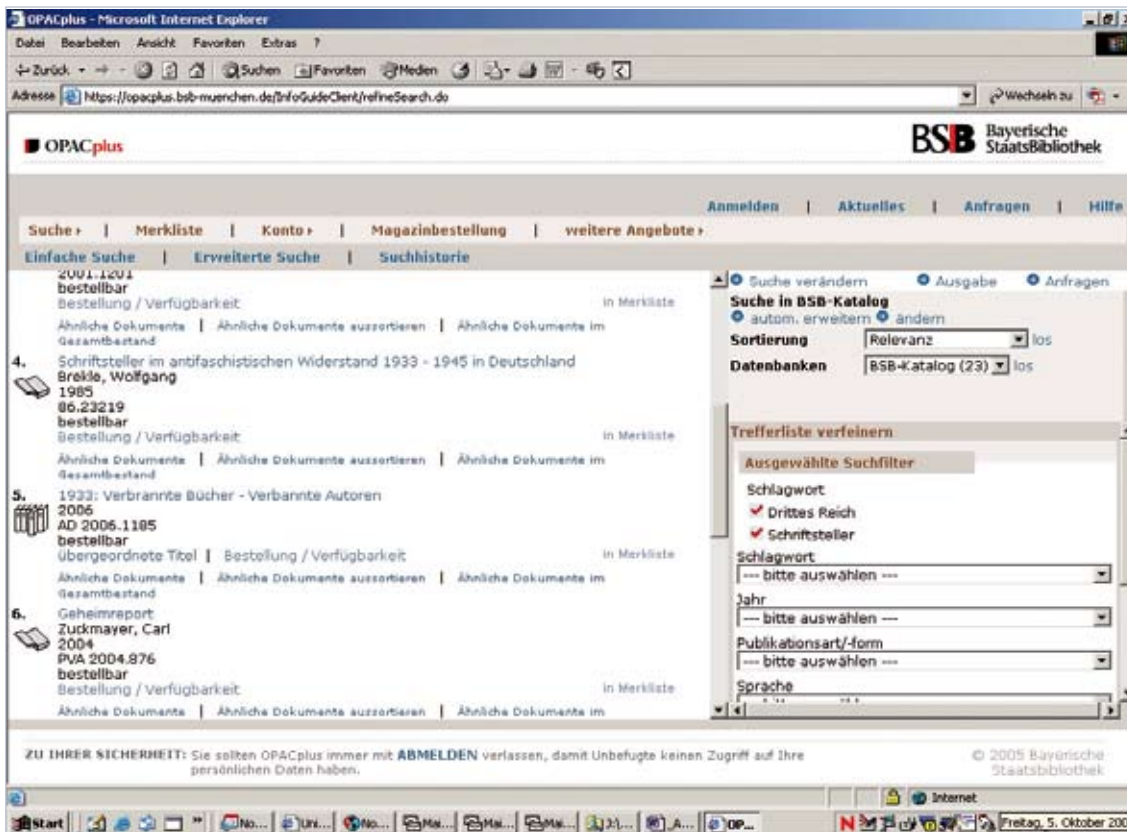 OPACplus - Microsoft Internet Explorer
Datei Bearbeiten Ansicht Favoriten Extras ?
Zurück Suchen Favoriten Medien
Adresse https://opacplus.bsb-muenchen.de/InfoGuideClient/refineSearch.do Wechseln zu
OPACplus
BSB Bayerische
StaatsBibliothek
Anmelden | Aktuelles | Anfragen | Hilfe
Suche | Merkliste | Konto | Magazinbestellung | weitere Angebote
Einfache Suche | Erweiterte Suche | Suchhistorie
2001.1201
bestellbar
Bestellung / Verfügbarkeit in Merkliste
Ähnliche Dokumente | Ähnliche Dokumente aussortieren | Ähnliche Dokumente im
Gesamtbestand
4. Schriftsteller im antifaschistischen Widerstand 1933 - 1945 in Deutschland
Brekle, Wolfgang
1985
86.23219
bestellbar
Bestellung / Verfügbarkeit in Merkliste
Ähnliche Dokumente | Ähnliche Dokumente aussortieren | Ähnliche Dokumente im
Gesamtbestand
5. 1933: Verbrannte Bücher - Verbannte Autoren
2006
AD 2006.1185
bestellbar
übergeordnete Titel | Bestellung / Verfügbarkeit in Merkliste
Ähnliche Dokumente | Ähnliche Dokumente aussortieren | Ähnliche Dokumente im
Gesamtbestand
6. Geheimreport
Zuckmayer, Carl
2004
PVA 2004.876
bestellbar
Bestellung / Verfügbarkeit in Merkliste
Ähnliche Dokumente | Ähnliche Dokumente aussortieren | Ähnliche Dokumente im
Suche verändern Ausgabe Anfragen
Suche in BSB-Katalog
autom. erweitern ändern
Sortierung Relevanz los
Datenbanken BSB-Katalog (23) los
Trefferliste verfeinern
Ausgewählte Suchfilter
Schlagwort
Drittes Reich
Schriftsteller
Schlagwort
--- bitte auswählen ---
Jahr
--- bitte auswählen ---
Publikationsart/-form
--- bitte auswählen ---
Sprache
ZU IHRER SICHERHEIT: Sie sollten OPACplus immer mit ABMELDEN verlassen, damit Unbefugte keinen Zugriff auf Ihre
persönlichen Daten haben.
© 2005 Bayerische
Staatsbibliothek
Internet
Start No... Uni... No... Mai... Mai... Mai... A... OP... Freitag, 5. Oktober 200